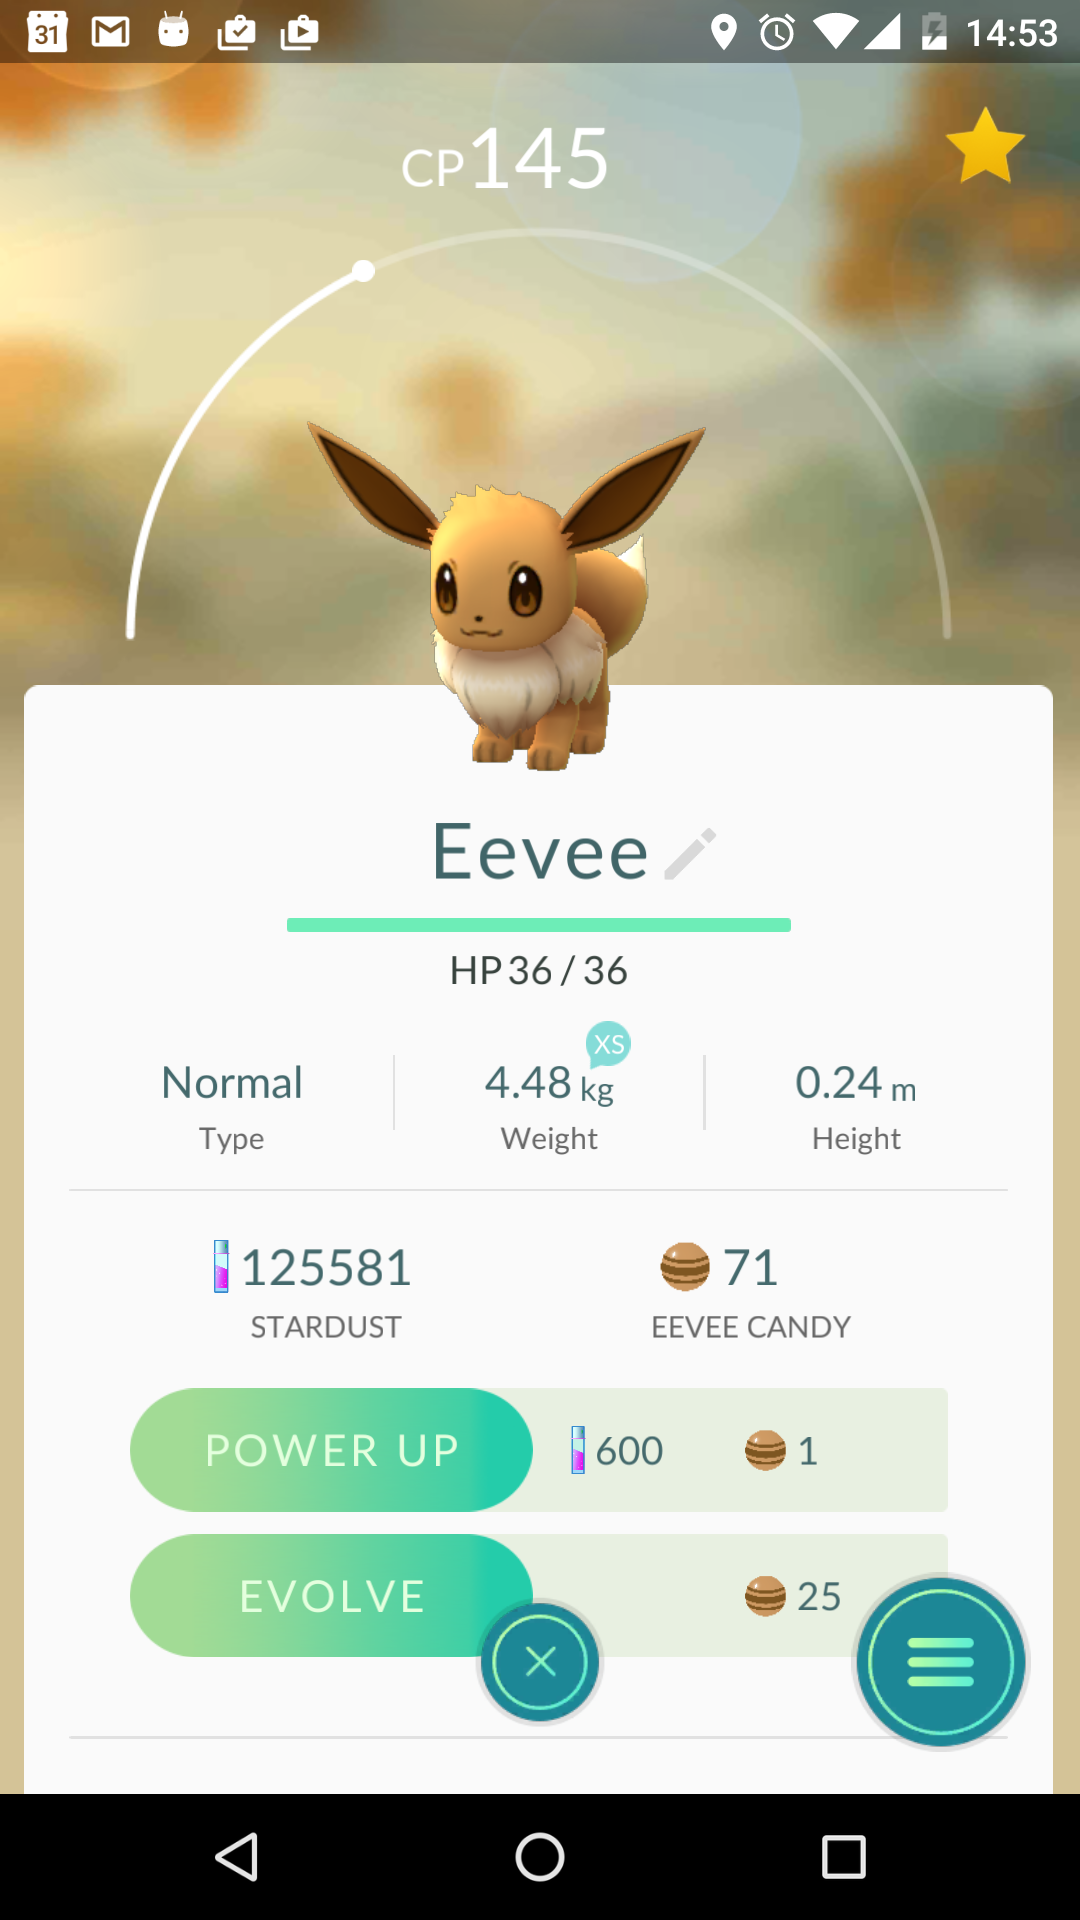 31 14:53
CP145
Eevee
HP 36 / 36
XS
Normal 4.48 kg 0.24 m
Type Weight Height
125581 71
STARDUST EEVEE CANDY
POWER UP 600 1
EVOLVE 25